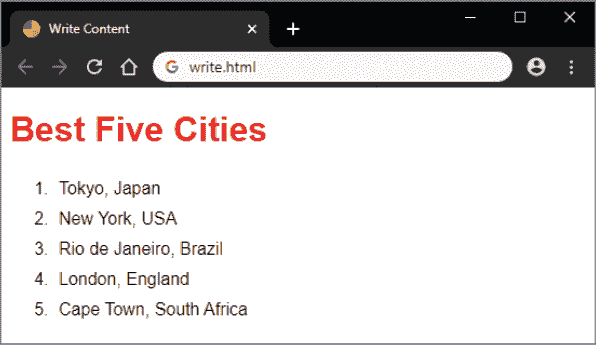 Write Content
write.html
Best Five Cities
1. Tokyo, Japan
2. New York, USA
3. Rio de Janeiro, Brazil
4. London, England
5. Cape Town, South Africa